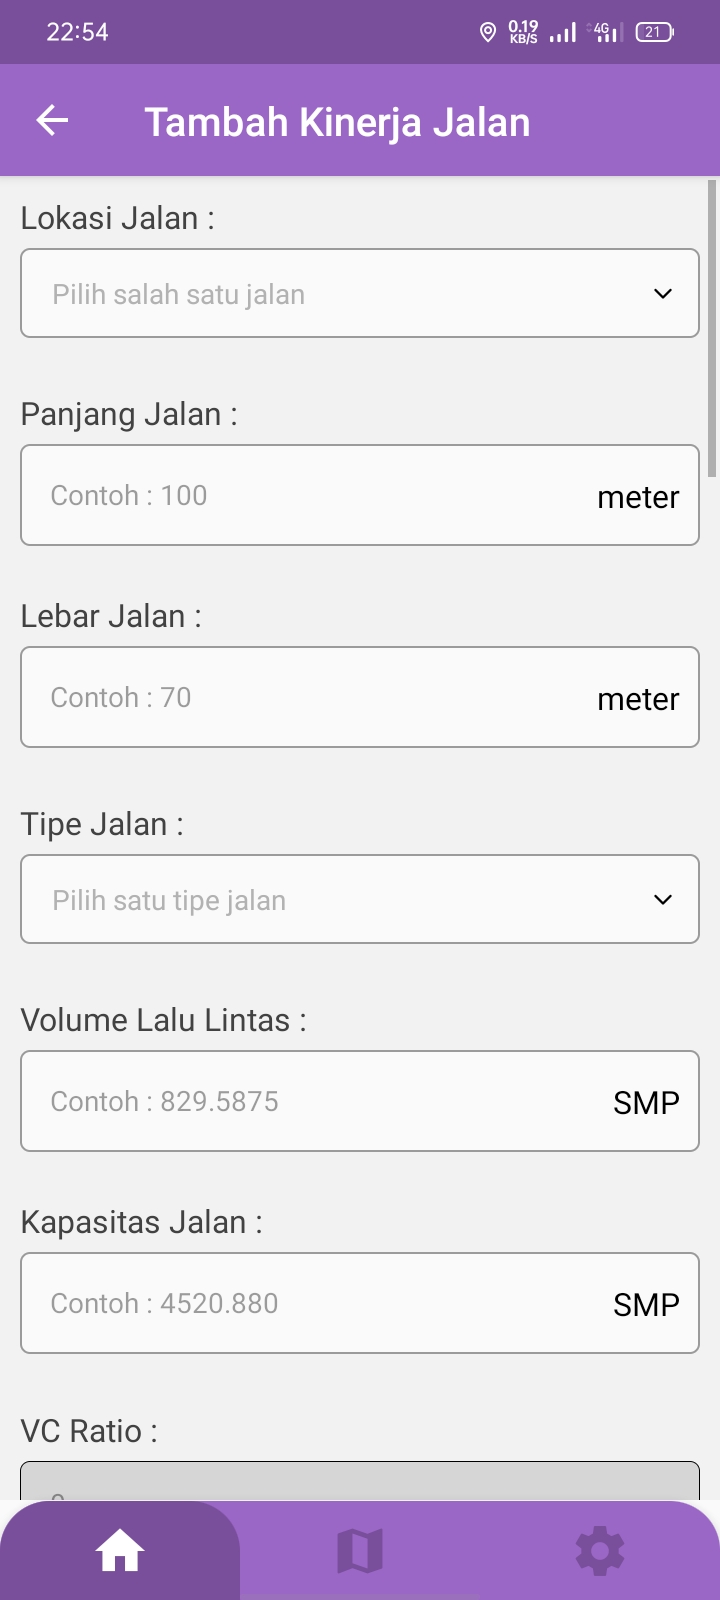 22:54
0.19
KB/S
4G
21
Tambah Kinerja Jalan
Lokasi Jalan :
Pilih salah satu jalan
Panjang Jalan :
Contoh : 100
meter
Lebar Jalan :
Contoh : 70
meter
Tipe Jalan :
Pilih satu tipe jalan
Volume Lalu Lintas :
Contoh : 829.5875
SMP
Kapasitas Jalan :
Contoh : 4520.880
SMP
VC Ratio :